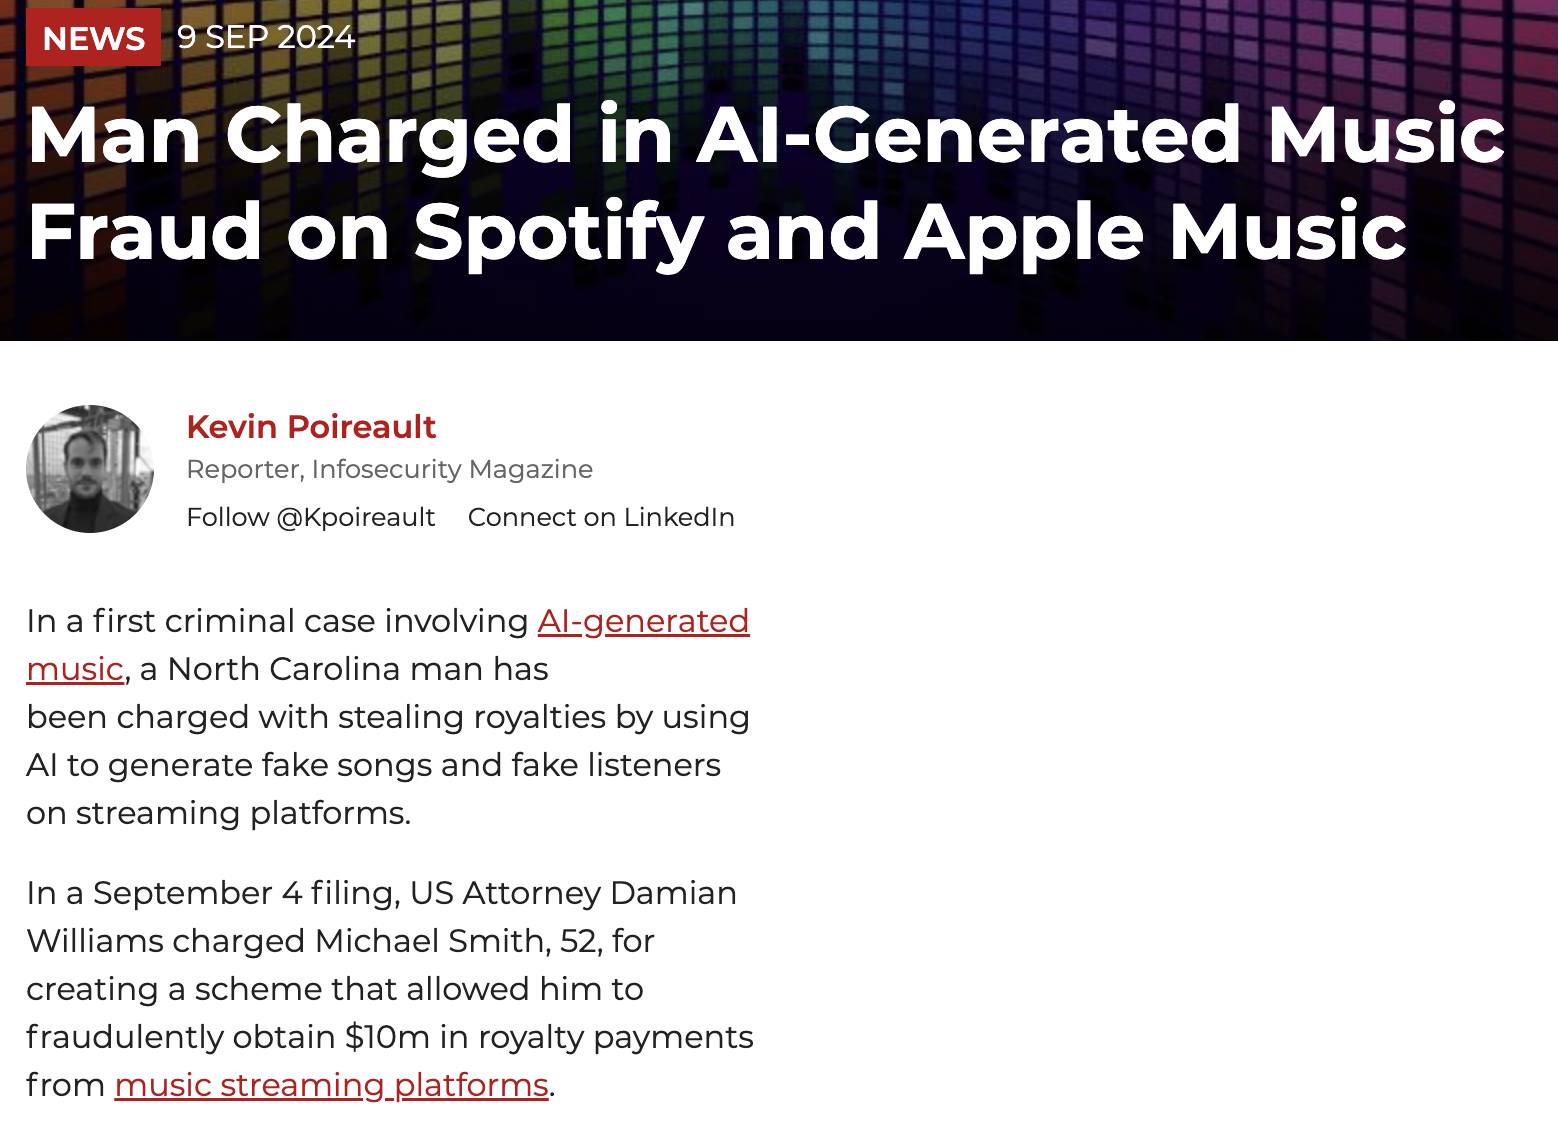 NEWS 9 SEP 2024
Man Charged in AI-Generated Music
Fraud on Spotify and Apple Music
Kevin Poireault
Reporter, Infosecurity Magazine
Follow @Kpoireault Connect on LinkedIn
In a first criminal case involving AI-generated
music, a North Carolina man has
been charged with stealing royalties by using
AI to generate fake songs and fake listeners
on streaming platforms.
In a September 4 filing, US Attorney Damian
Williams charged Michael Smith, 52, for
creating a scheme that allowed him to
fraudulently obtain $10m in royalty payments
from music streaming platforms.